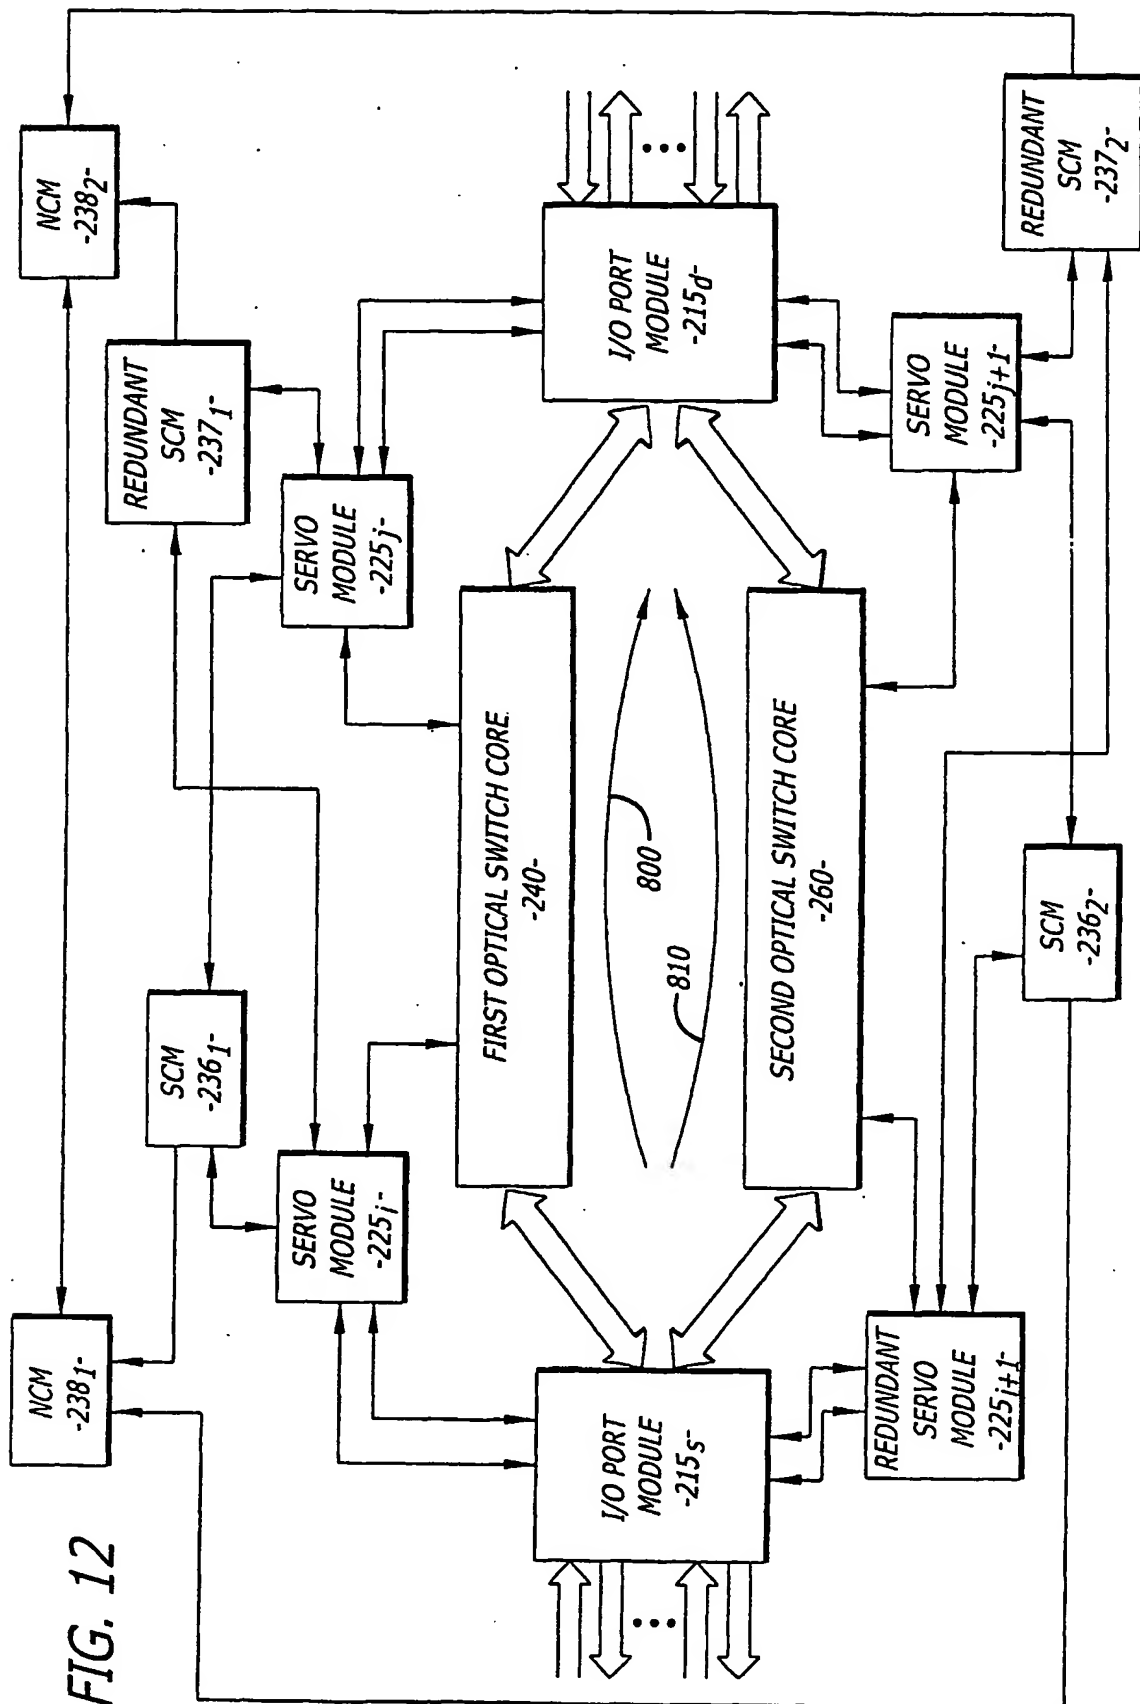 FIG. 12
NCM
-238₁-
NCM
-238₂-
SCM
-236₁-
REDUNDANT
SCM
-237₁-
SERVO
MODULE
-225ᵢ-
SERVO
MODULE
-225ⱼ-
I/O PORT
MODULE
-215s-
FIRST OPTICAL SWITCH CORE
-240-
I/O PORT
MODULE
-215d-
800
810
SECOND OPTICAL SWITCH CORE
-260-
REDUNDANT
SERVO
MODULE
-225i+1-
SERVO
MODULE
-225j+1-
SCM
-236₂-
REDUNDANT
SCM
-237₂-